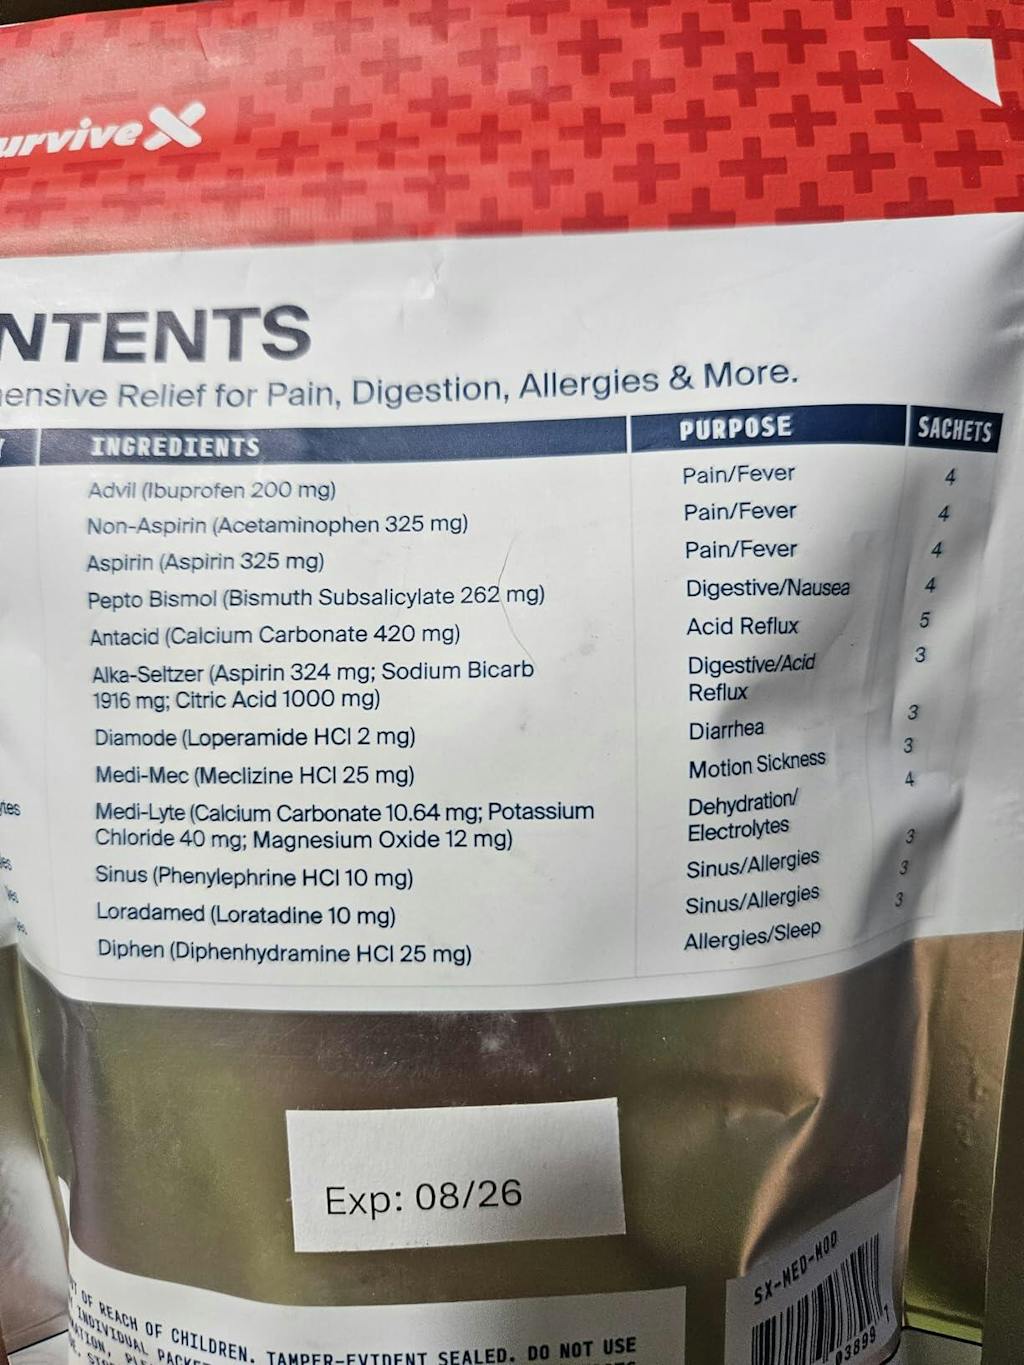 urviveX
NTENTS
ensive Relief for Pain, Digestion, Allergies & More.
Y INGREDIENTS PURPOSE SACHETS
Advil (Ibuprofen 200 mg) Pain/Fever 4
Non-Aspirin (Acetaminophen 325 mg) Pain/Fever 4
Aspirin (Aspirin 325 mg) Pain/Fever 4
Pepto Bismol (Bismuth Subsalicylate 262 mg) Digestive/Nausea 4
Antacid (Calcium Carbonate 420 mg) Acid Reflux 5
Alka-Seltzer (Aspirin 324 mg; Sodium Bicarb Digestive/Acid 3
1916 mg; Citric Acid 1000 mg) Reflux
Diamode (Loperamide HCl 2 mg) Diarrhea 3
Medi-Mec (Meclizine HCl 25 mg) Motion Sickness 3
Medi-Lyte (Calcium Carbonate 10.64 mg; Potassium Dehydration/ 4
Chloride 40 mg; Magnesium Oxide 12 mg) Electrolytes
Sinus (Phenylephrine HCl 10 mg) Sinus/Allergies 3
Loradamed (Loratadine 10 mg) Sinus/Allergies 3
Diphen (Diphenhydramine HCl 25 mg) Allergies/Sleep 3
Exp: 08/26
OF REACH OF CHILDREN. TAMPER-EVIDENT SEALED. DO NOT USE
INDIVIDUAL
SX-MED-MOD
03899 1